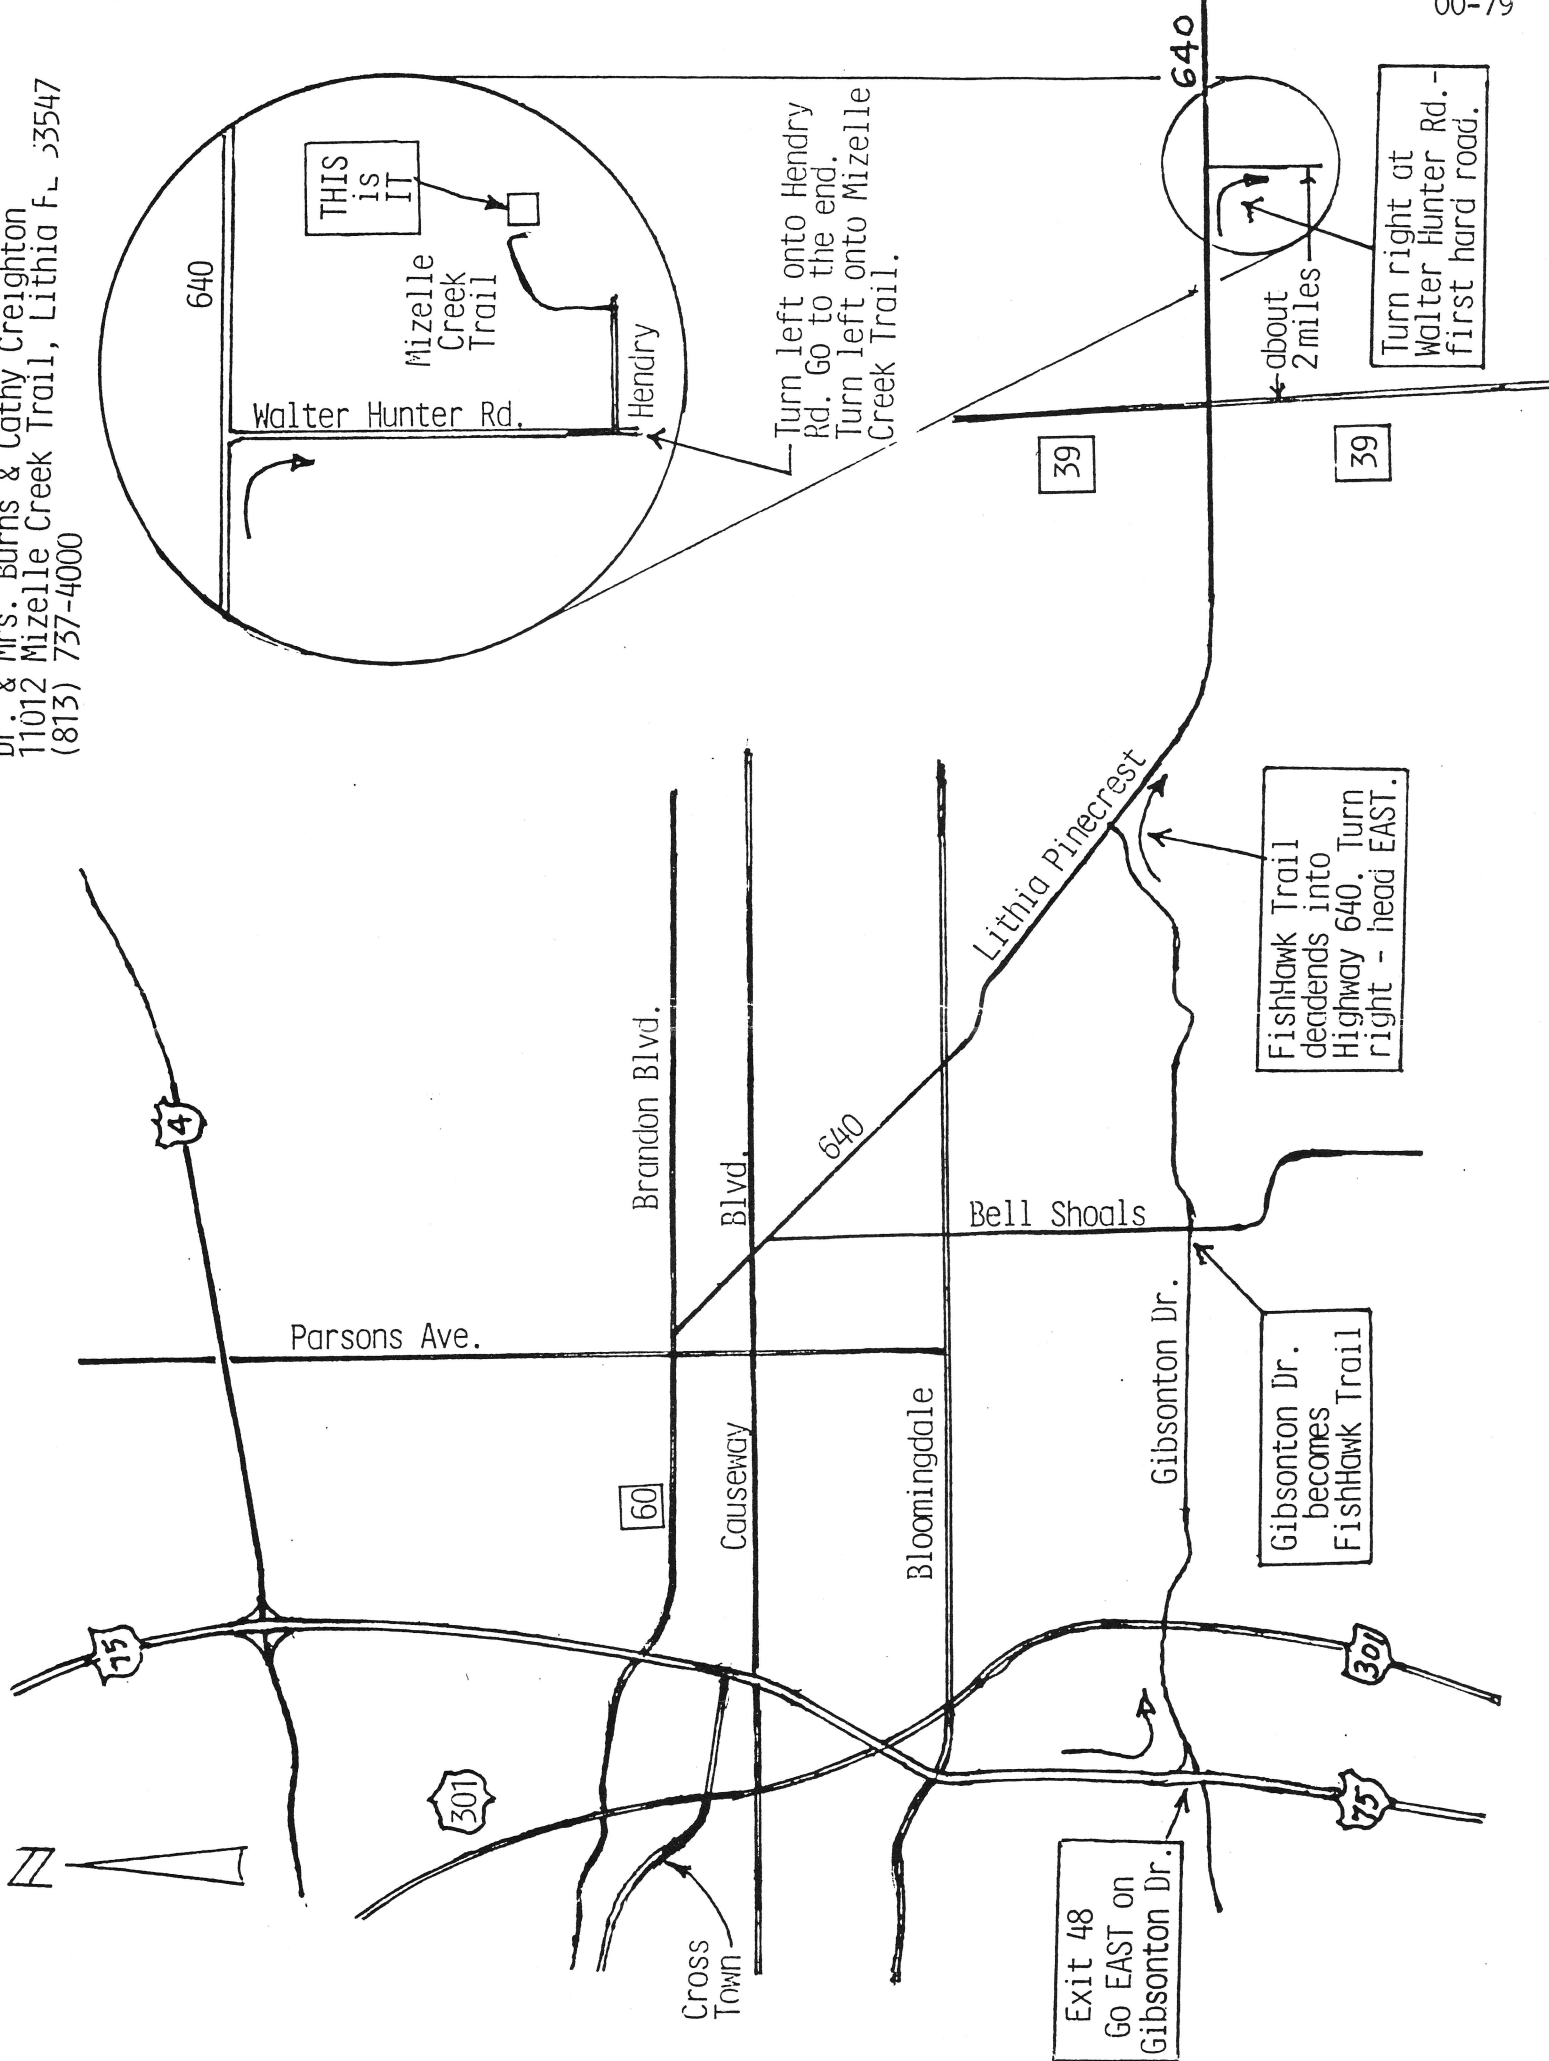 Dr. & Mrs. Burns & Cathy Creighton
11012 Mizelle Creek Trail, Lithia FL 33547
(813) 737-4000
00-79
N
75
4
640
THIS
is
IT
Mizelle
Creek
Trail
Walter Hunter Rd.
Hendry
Turn left onto Hendry
Rd. Go to the end.
Turn left onto Mizelle
Creek Trail.
Parsons Ave.
301
60
Brandon Blvd.
Causeway
Blvd.
Cross
Town
640
Bloomingdale
Lithia Pinecrest
Bell Shoals
39
39
640
about
2 miles
Turn right at
Walter Hunter Rd. -
first hard road.
Exit 48
Go EAST on
Gibsonton Dr.
Gibsonton Dr.
Gibsonton Dr.
becomes
FishHawk Trail
FishHawk Trail
deadends into
Highway 640. Turn
right - head EAST.
75
301